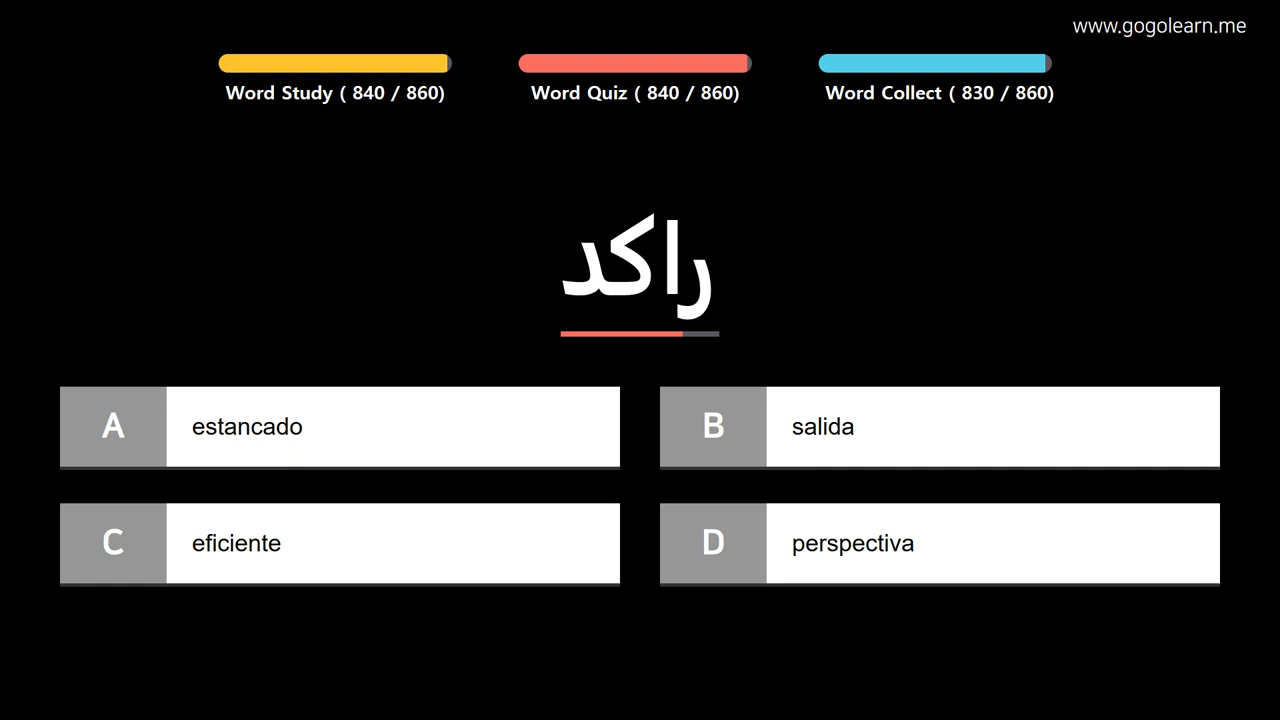 www.gogolearn.me
Word Study ( 840 / 860)
Word Quiz ( 840 / 860)
Word Collect ( 830 / 860)
راكد
A estancado
B salida
C eficiente
D perspectiva